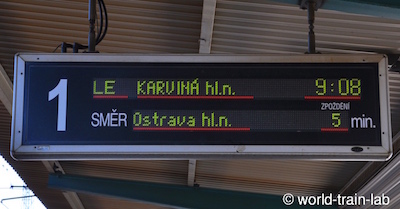 1 LE KARVINÁ hl.n. 9:08
ZPOŽDĚNÍ
SMĚR Ostrava hl.n. 5 min.
© world-train-lab